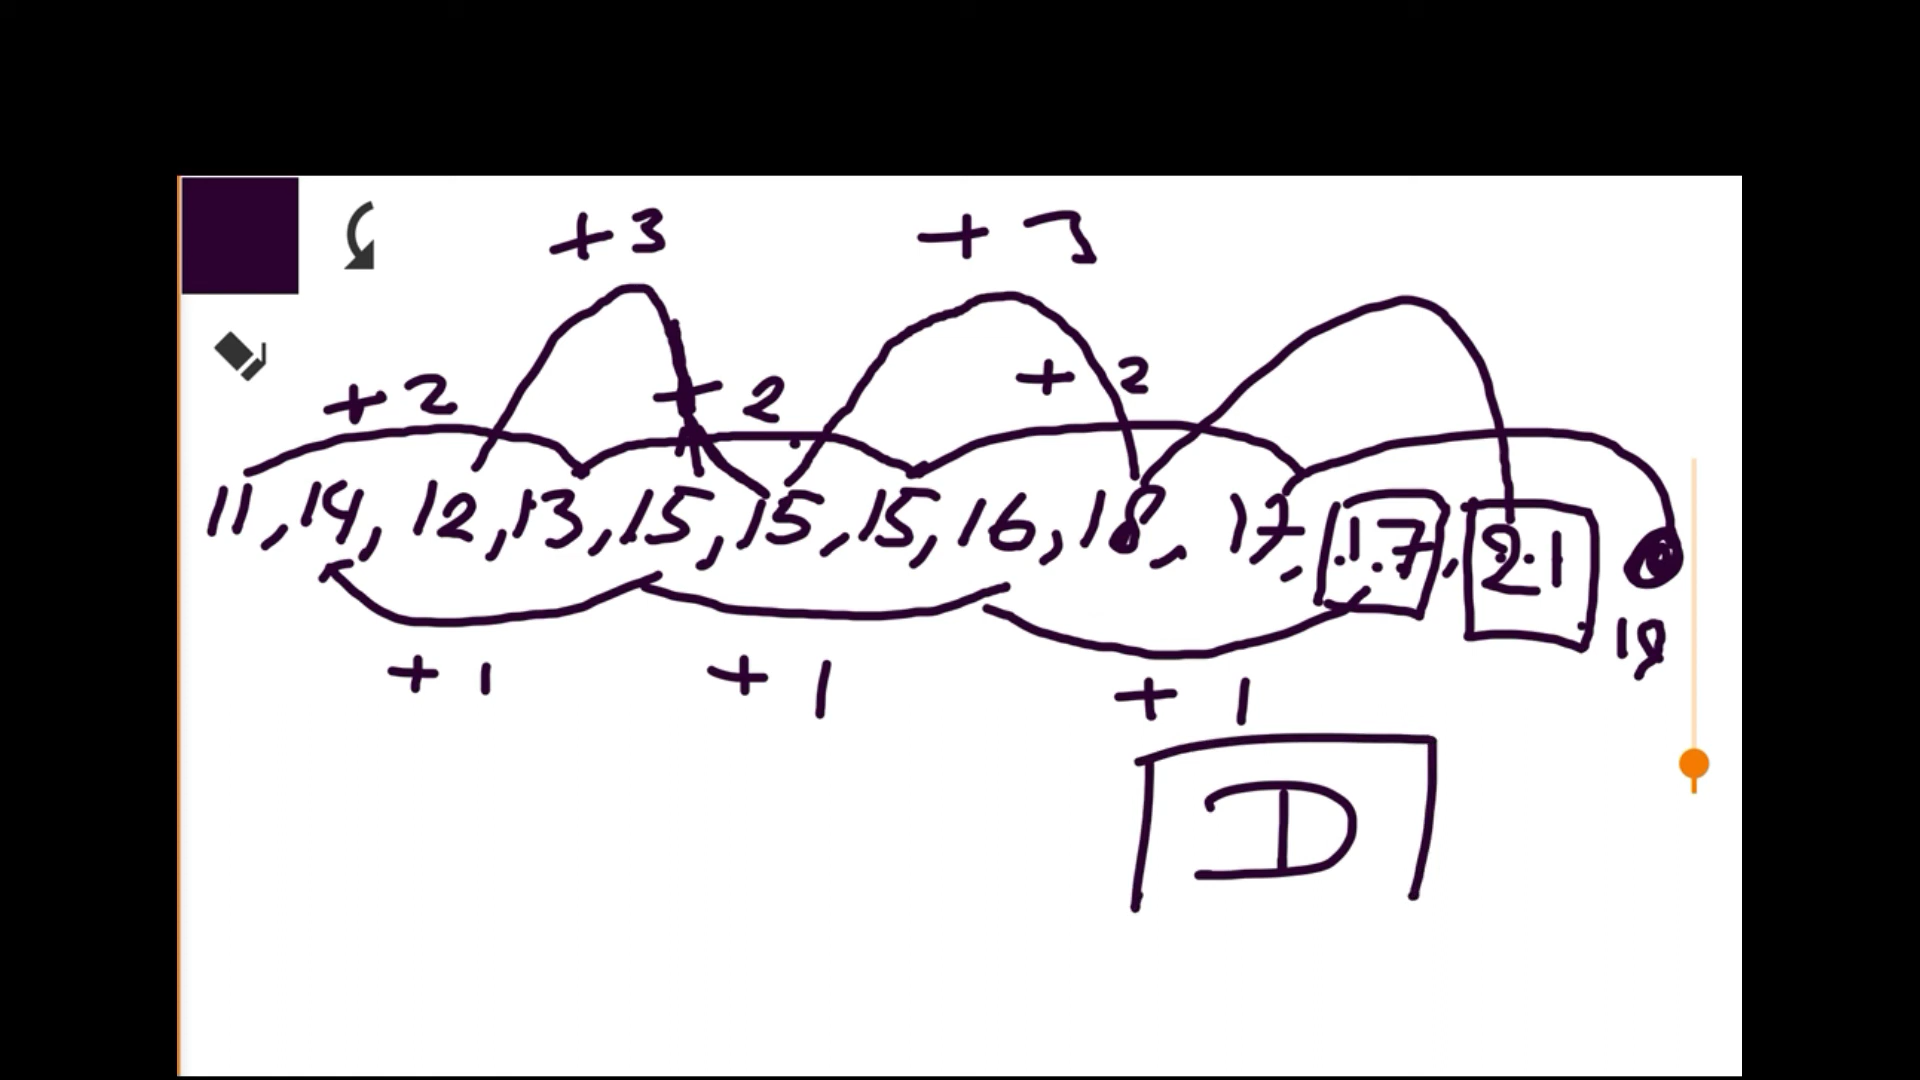 +3 + 3
+2 + 2 + 2
11, 14, 12, 13, 15, 15, 15, 16, 18, 17, 17, 21
19
+ 1 + 1 + 1
D